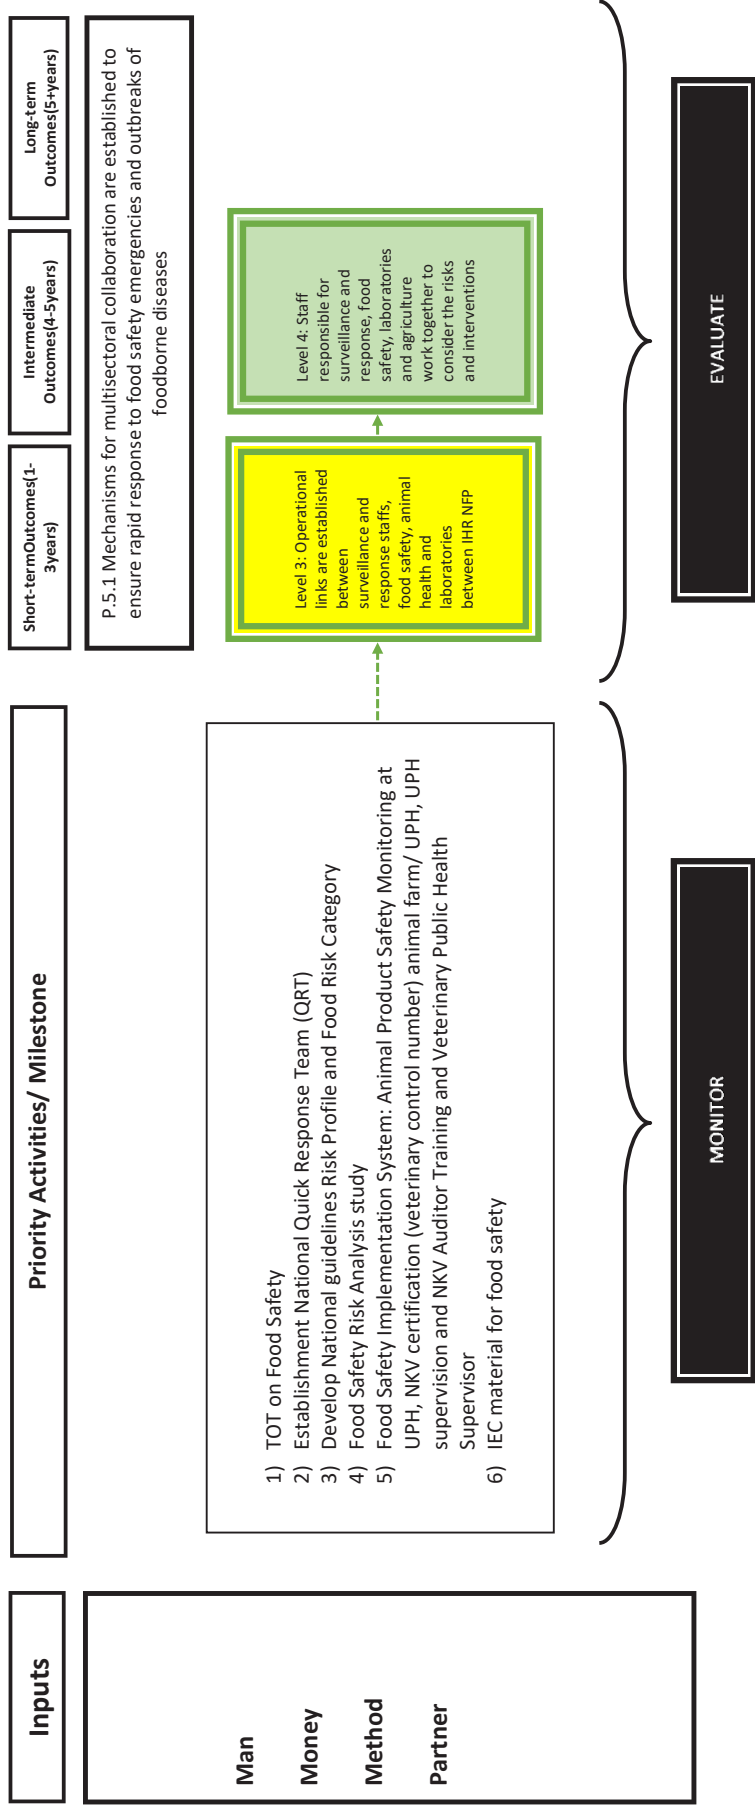 Inputs
Priority Activities/ Milestone
Short-termOutcomes(1-
3years)
Intermediate
Outcomes(4-5years)
Long-term
Outcomes(5+years)
P.5.1 Mechanisms for multisectoral collaboration are established to
ensure rapid response to food safety emergencies and outbreaks of
foodborne diseases
Man
Money
Method
Partner
1) TOT on Food Safety
2) Establishment National Quick Response Team (QRT)
3) Develop National guidelines Risk Profile and Food Risk Category
4) Food Safety Risk Analysis study
5) Food Safety Implementation System: Animal Product Safety Monitoring at
UPH, NKV certification (veterinary control number) animal farm/ UPH, UPH
supervision and NKV Auditor Training and Veterinary Public Health
Supervisor
6) IEC material for food safety
Level 3: Operational
links are established
between
surveillance and
response staffs,
food safety, animal
health and
laboratories
between IHR NFP
Level 4: Staff
responsible for
surveillance and
response, food
safety, laboratories
and agriculture
work together to
consider the risks
and interventions
MONITOR
EVALUATE